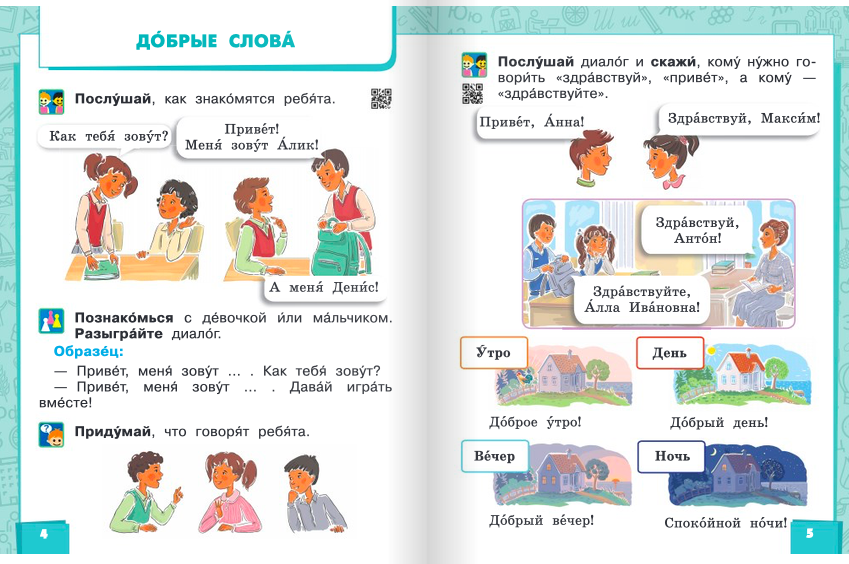 ДО́БРЫЕ СЛОВА́
Послу́шай, как знако́мятся ребя́та.
Как тебя́ зову́т?
Приве́т!
Меня́ зову́т А́лик!
А меня́ Дени́с!
Познако́мься с де́вочкой и́ли ма́льчиком.
Разыгра́йте диало́г.
Образе́ц:
— Приве́т, меня́ зову́т ... . Как тебя́ зову́т?
— Приве́т, меня́ зову́т ... . Дава́й игра́ть
вме́сте!
Приду́май, что говоря́т ребя́та.
4
Послу́шай диало́г и скажи́, кому́ ну́жно го-
вори́ть «здра́вствуй», «приве́т», а кому́ —
«здра́вствуйте».
Приве́т, А́нна!
Здра́вствуй, Макси́м!
Здра́вствуй,
Анто́н!
Здра́вствуйте,
А́лла Ива́новна!
У́тро
День
До́брое у́тро!
До́брый день!
Ве́чер
Ночь
До́брый ве́чер!
Споко́йной но́чи!
5